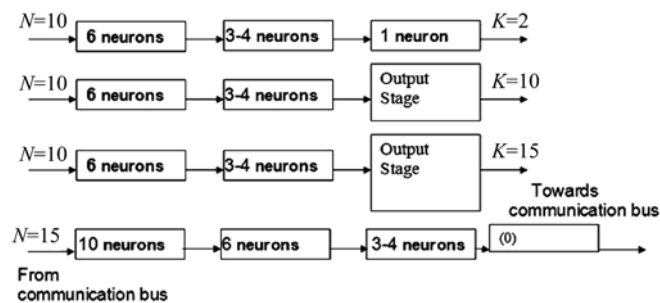 N=10 6 neurons 3-4 neurons 1 neuron K=2
N=10 6 neurons 3-4 neurons Output Stage K=10
N=10 6 neurons 3-4 neurons Output Stage K=15
Towards communication bus
N=15 10 neurons 6 neurons 3-4 neurons (0)
From communication bus